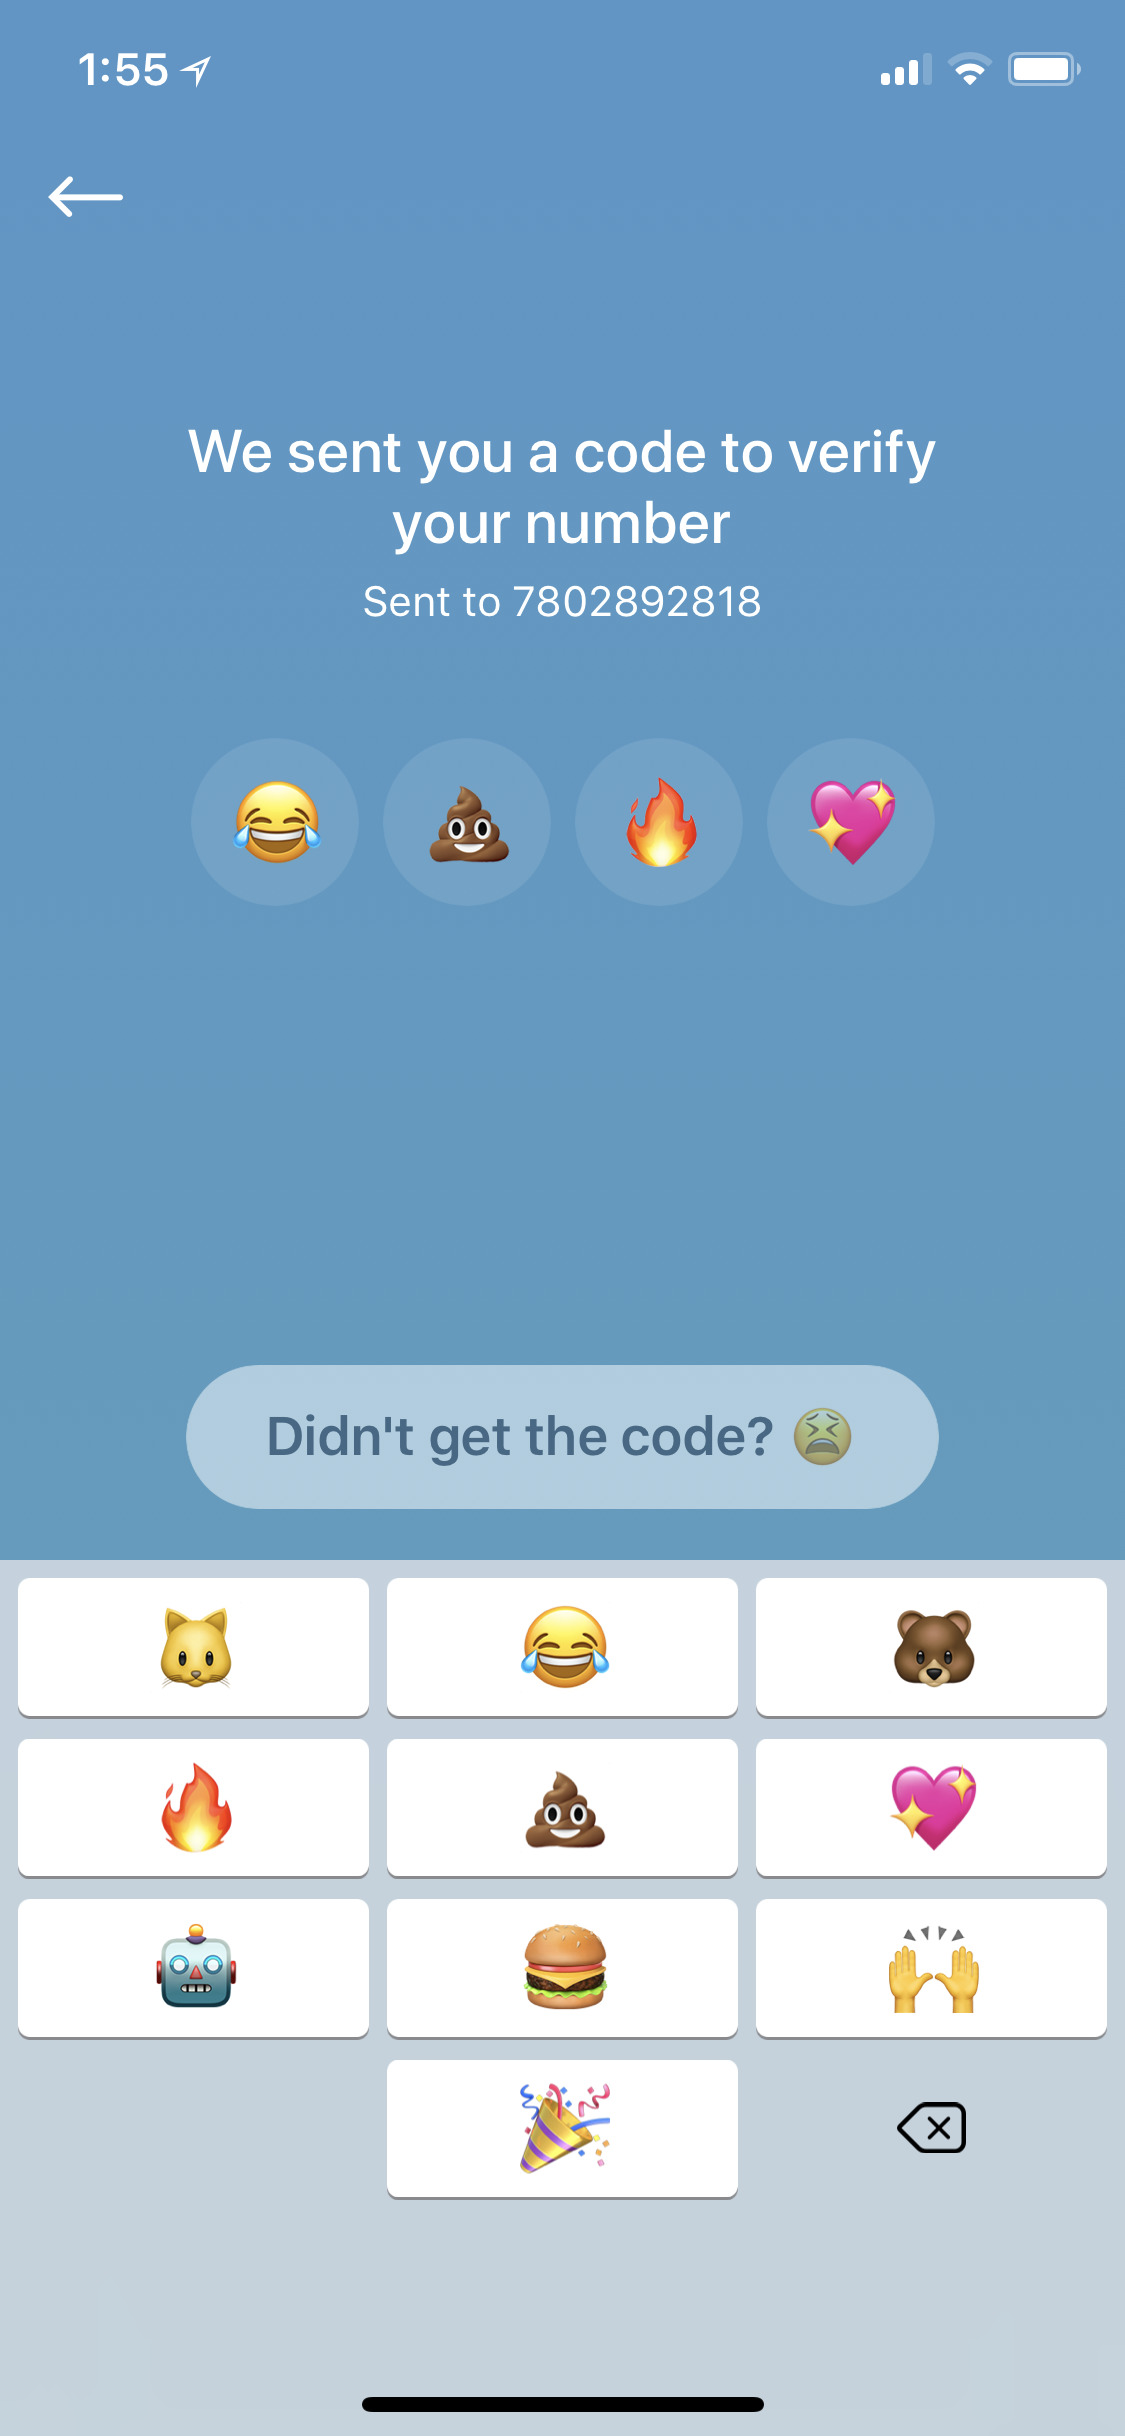 1:55
We sent you a code to verify
your number
Sent to 7802892818
😂 💩 🔥 💖
Didn't get the code? 😫
🐱 😂 🐻
🔥 💩 💖
🤖 🍔 🙌
🎉